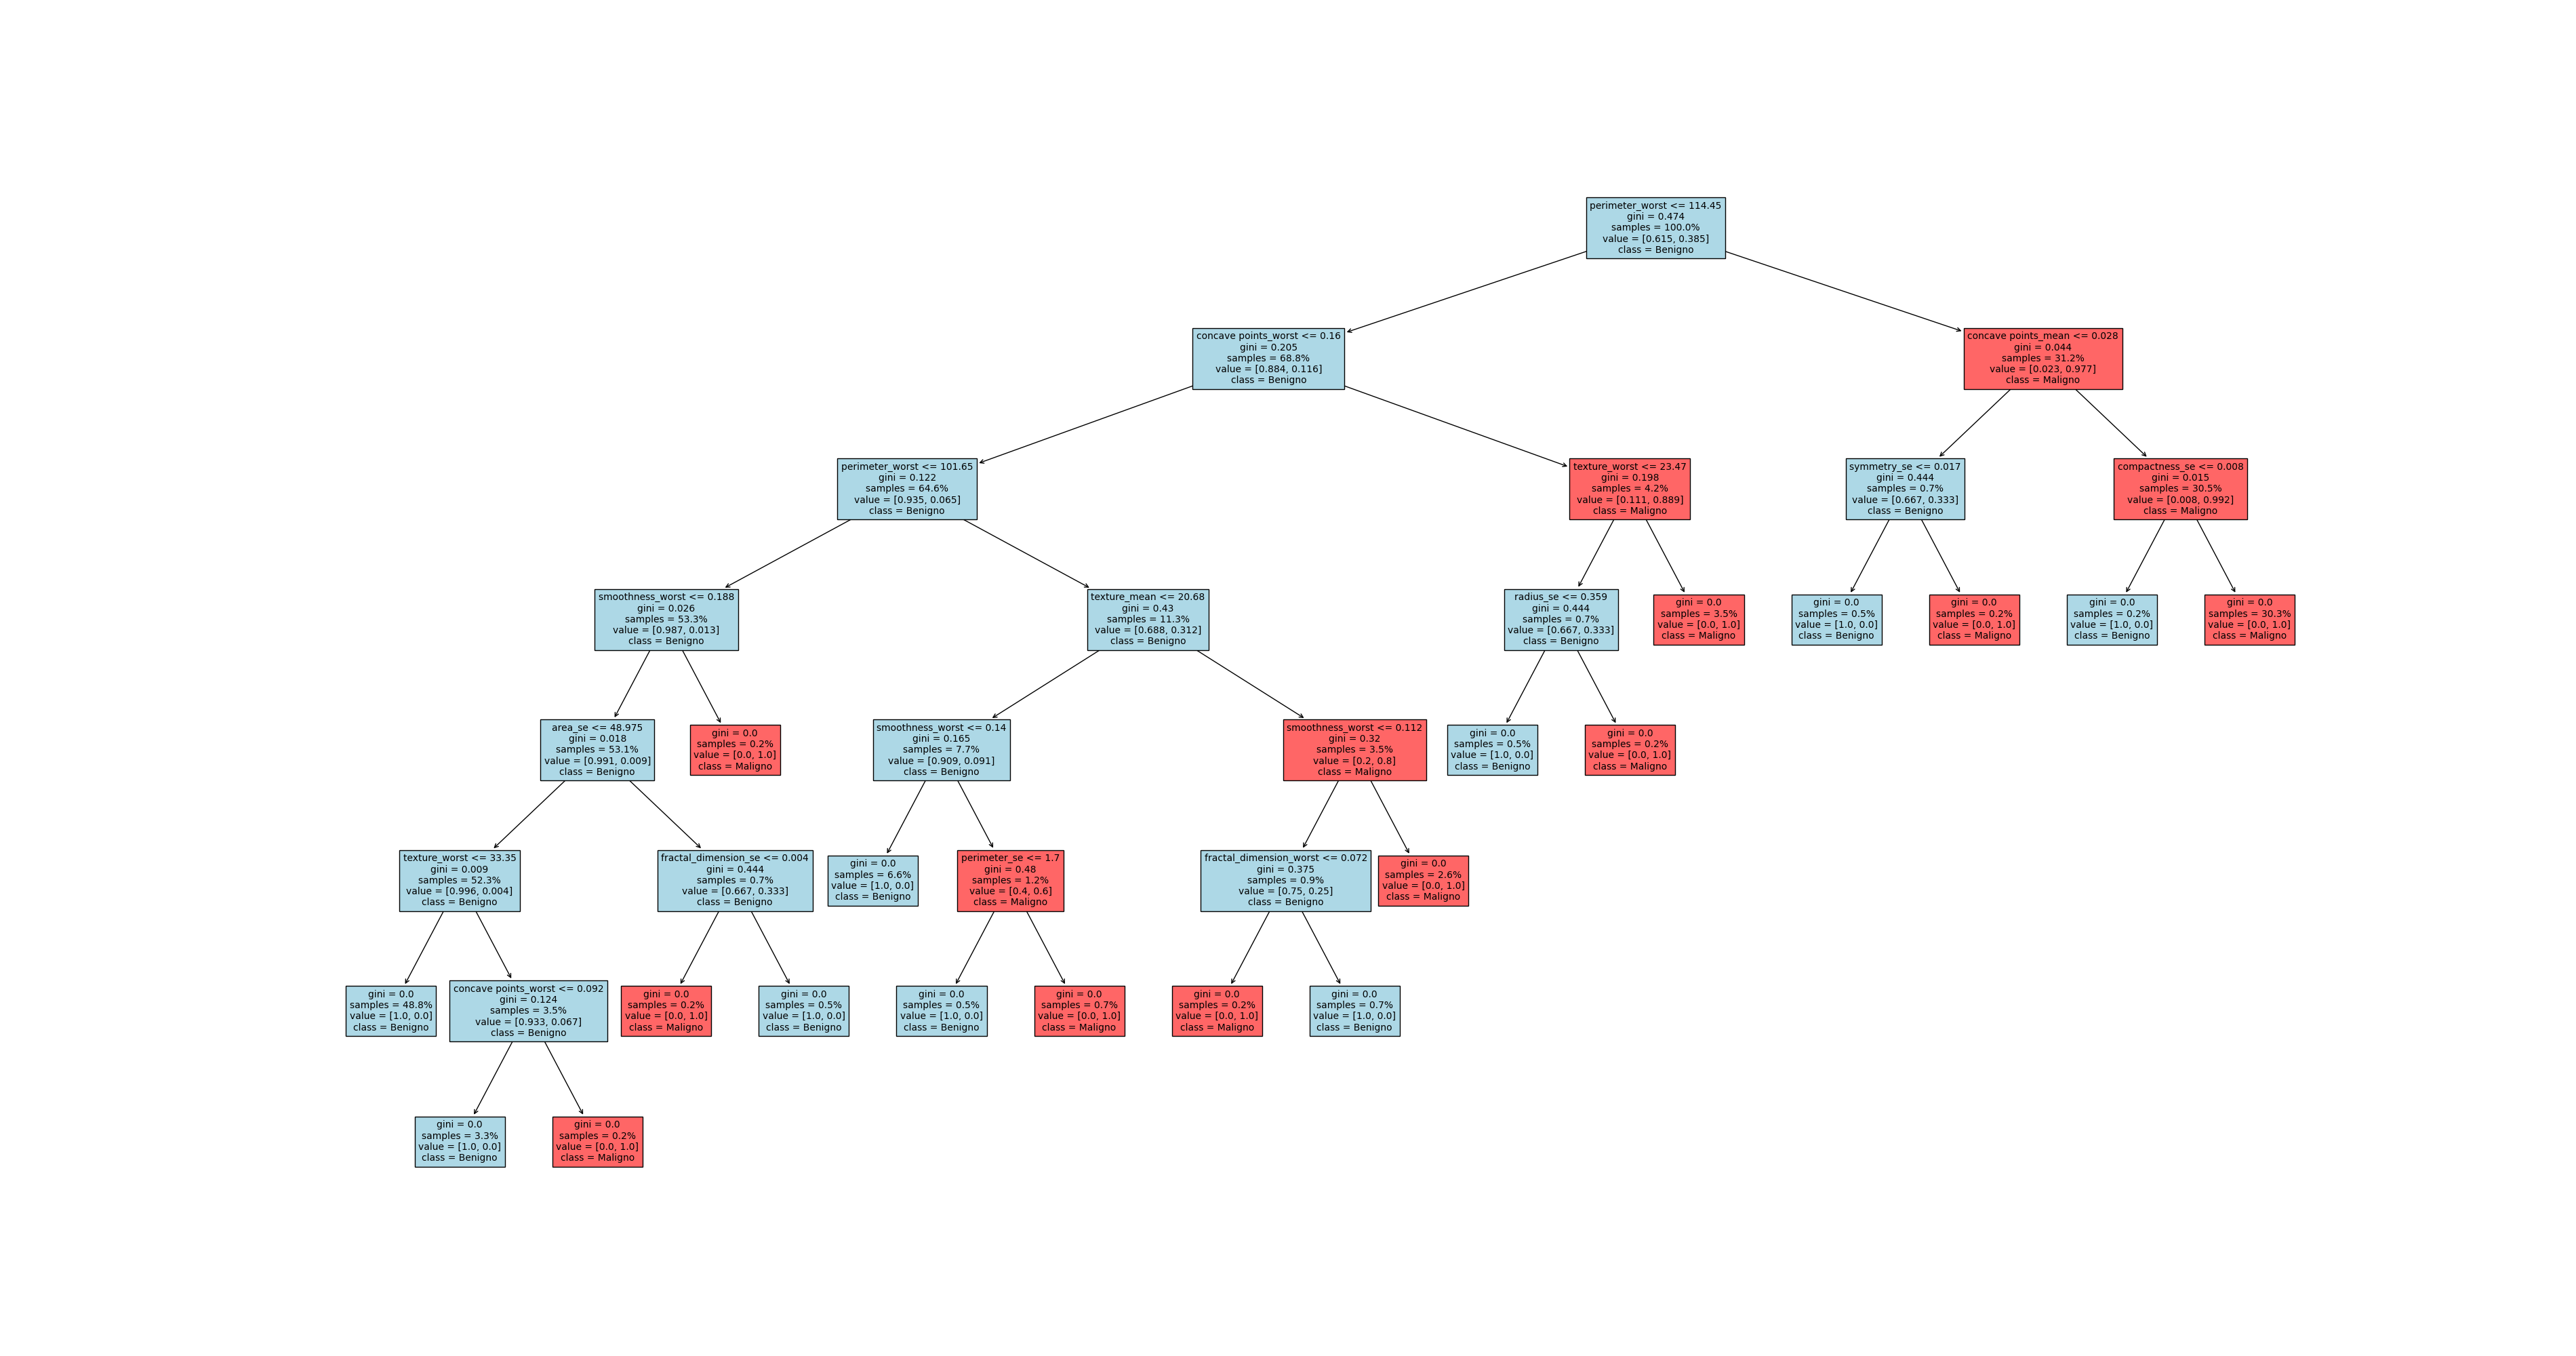 perimeter_worst <= 114.45
gini = 0.474
samples = 100.0%
value = [0.615, 0.385]
class = Benigno
concave points_worst <= 0.16
gini = 0.205
samples = 68.8%
value = [0.884, 0.116]
class = Benigno
concave points_mean <= 0.028
gini = 0.044
samples = 31.2%
value = [0.023, 0.977]
class = Maligno
perimeter_worst <= 101.65
gini = 0.122
samples = 64.6%
value = [0.935, 0.065]
class = Benigno
texture_worst <= 23.47
gini = 0.198
samples = 4.2%
value = [0.111, 0.889]
class = Maligno
symmetry_se <= 0.017
gini = 0.444
samples = 0.7%
value = [0.667, 0.333]
class = Benigno
compactness_se <= 0.008
gini = 0.015
samples = 30.5%
value = [0.008, 0.992]
class = Maligno
smoothness_worst <= 0.188
gini = 0.026
samples = 53.3%
value = [0.987, 0.013]
class = Benigno
texture_mean <= 20.68
gini = 0.43
samples = 11.3%
value = [0.688, 0.312]
class = Benigno
radius_se <= 0.359
gini = 0.444
samples = 0.7%
value = [0.667, 0.333]
class = Benigno
gini = 0.0
samples = 3.5%
value = [0.0, 1.0]
class = Maligno
gini = 0.0
samples = 0.5%
value = [1.0, 0.0]
class = Benigno
gini = 0.0
samples = 0.2%
value = [0.0, 1.0]
class = Maligno
gini = 0.0
samples = 0.2%
value = [1.0, 0.0]
class = Benigno
gini = 0.0
samples = 30.3%
value = [0.0, 1.0]
class = Maligno
area_se <= 48.975
gini = 0.018
samples = 53.1%
value = [0.991, 0.009]
class = Benigno
gini = 0.0
samples = 0.2%
value = [0.0, 1.0]
class = Maligno
smoothness_worst <= 0.14
gini = 0.165
samples = 7.7%
value = [0.909, 0.091]
class = Benigno
smoothness_worst <= 0.112
gini = 0.32
samples = 3.5%
value = [0.2, 0.8]
class = Maligno
gini = 0.0
samples = 0.5%
value = [1.0, 0.0]
class = Benigno
gini = 0.0
samples = 0.2%
value = [0.0, 1.0]
class = Maligno
texture_worst <= 33.35
gini = 0.009
samples = 52.3%
value = [0.996, 0.004]
class = Benigno
fractal_dimension_se <= 0.004
gini = 0.444
samples = 0.7%
value = [0.667, 0.333]
class = Benigno
gini = 0.0
samples = 6.6%
value = [1.0, 0.0]
class = Benigno
perimeter_se <= 1.7
gini = 0.48
samples = 1.2%
value = [0.4, 0.6]
class = Maligno
fractal_dimension_worst <= 0.072
gini = 0.375
samples = 0.9%
value = [0.75, 0.25]
class = Benigno
gini = 0.0
samples = 2.6%
value = [0.0, 1.0]
class = Maligno
gini = 0.0
samples = 48.8%
value = [1.0, 0.0]
class = Benigno
concave points_worst <= 0.092
gini = 0.124
samples = 3.5%
value = [0.933, 0.067]
class = Benigno
gini = 0.0
samples = 0.2%
value = [0.0, 1.0]
class = Maligno
gini = 0.0
samples = 0.5%
value = [1.0, 0.0]
class = Benigno
gini = 0.0
samples = 0.5%
value = [1.0, 0.0]
class = Benigno
gini = 0.0
samples = 0.7%
value = [0.0, 1.0]
class = Maligno
gini = 0.0
samples = 0.2%
value = [0.0, 1.0]
class = Maligno
gini = 0.0
samples = 0.7%
value = [1.0, 0.0]
class = Benigno
gini = 0.0
samples = 3.3%
value = [1.0, 0.0]
class = Benigno
gini = 0.0
samples = 0.2%
value = [0.0, 1.0]
class = Maligno